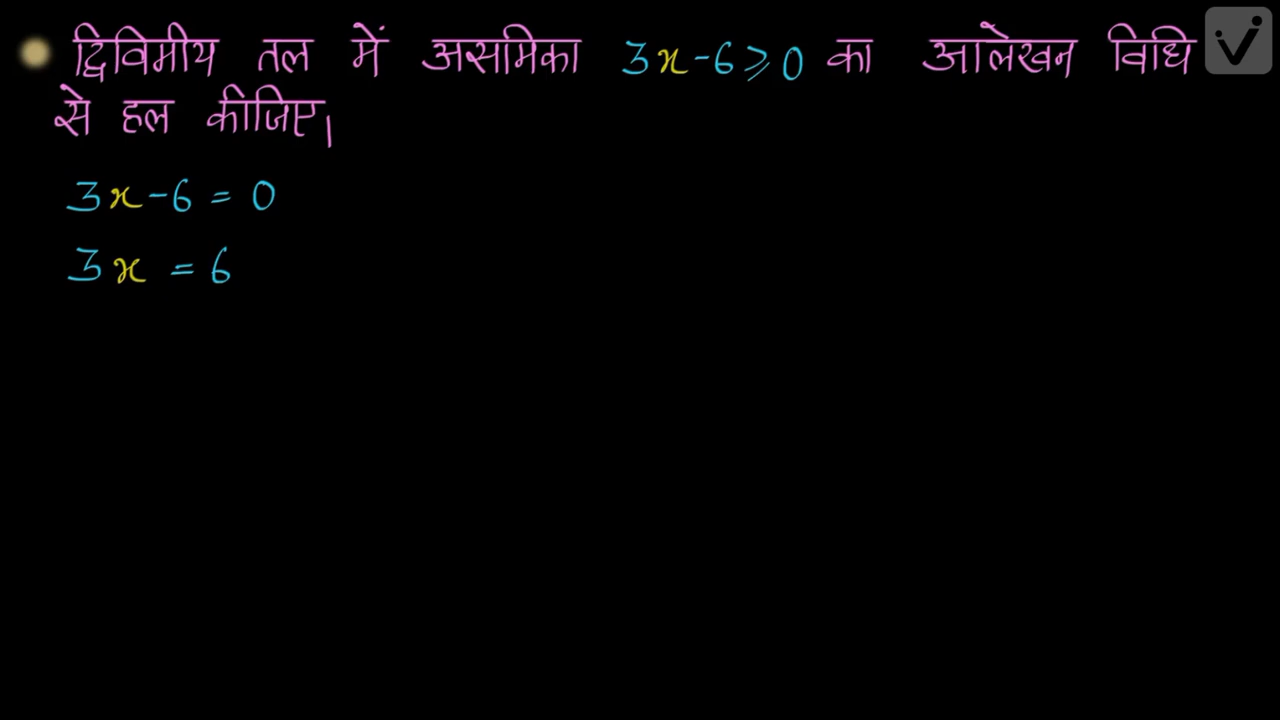 द्विविमीय तल में असमिका 3x-6≥0 का आलेखन विधि
से हल कीजिए।
3x-6=0
3x=6